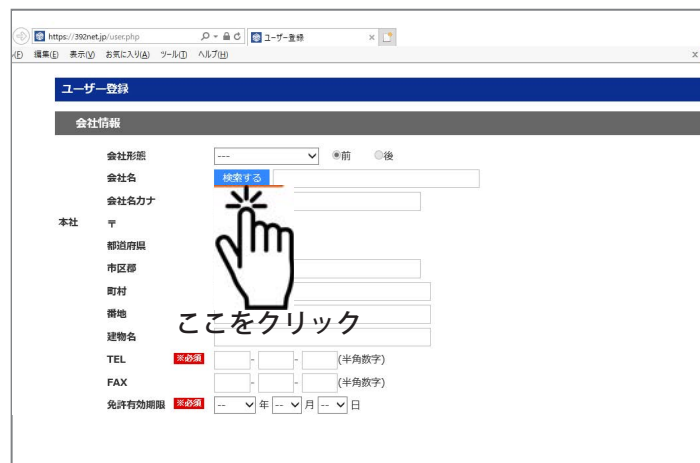 https://392net.jp/user.php ユーザー登録
(E) 編集(E) 表示(V) お気に入り(A) ツール(T) ヘルプ(H)
ユーザー登録
会社情報
会社形態 --- 前 後
会社名 検索する
会社名カナ
本社 〒
都道府県
市区郡
町村
番地
ここをクリック
建物名
TEL ※必須 - - (半角数字)
FAX - - (半角数字)
免許有効期限 ※必須 -- 年 -- 月 -- 日